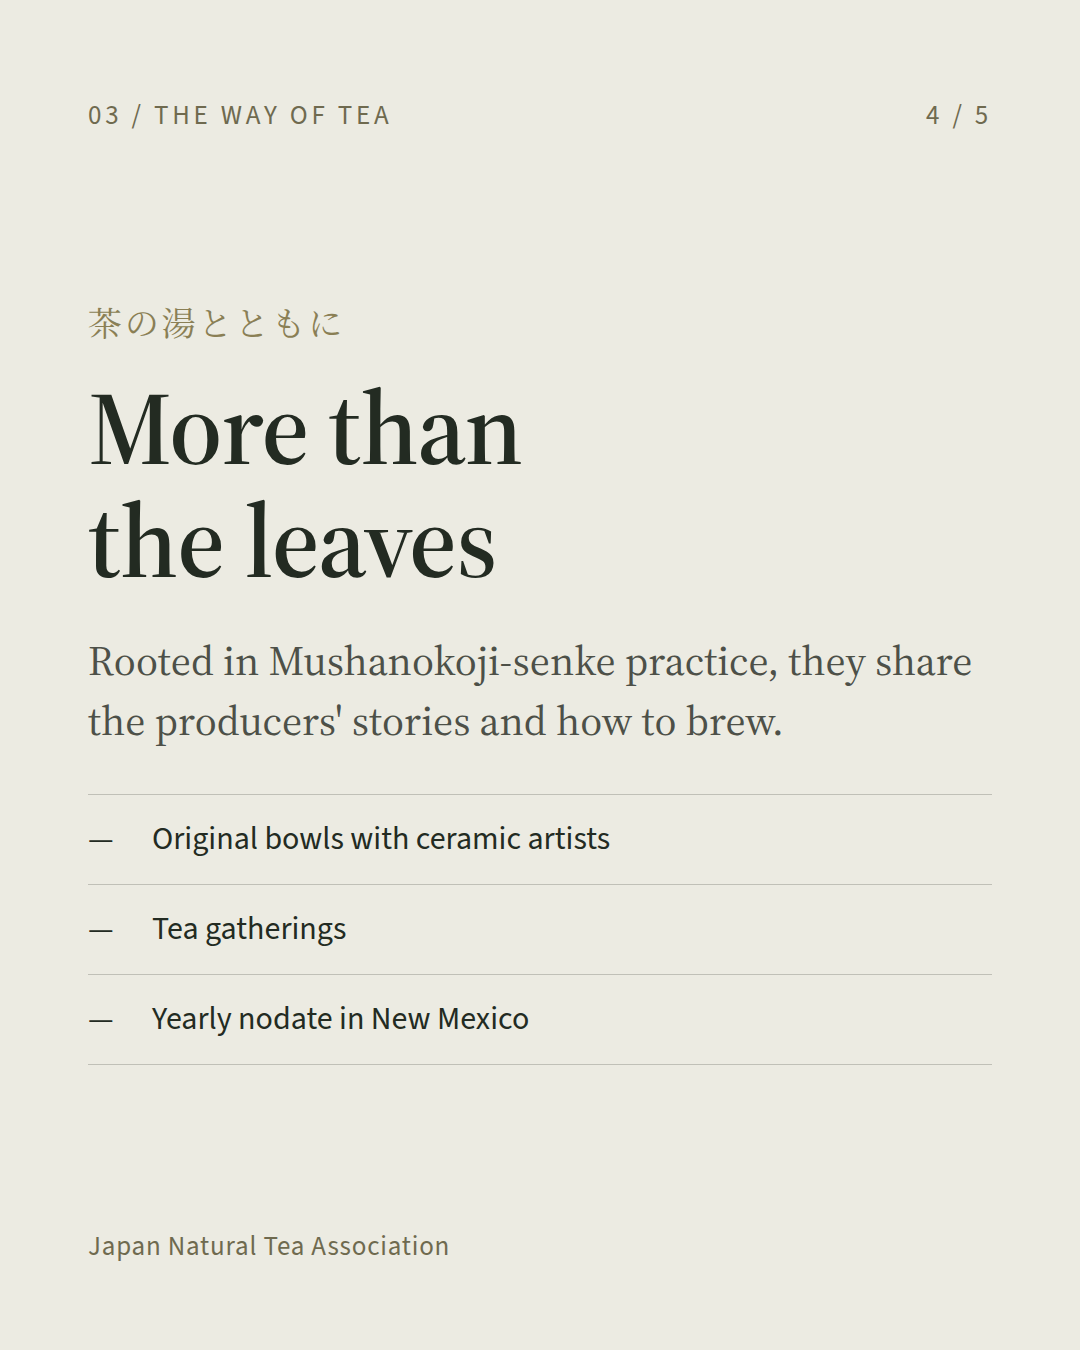 03 / THE WAY OF TEA
4 / 5
茶の湯とともに
More than
the leaves
Rooted in Mushanokoji-senke practice, they share
the producers' stories and how to brew.
— Original bowls with ceramic artists
— Tea gatherings
— Yearly nodate in New Mexico
Japan Natural Tea Association